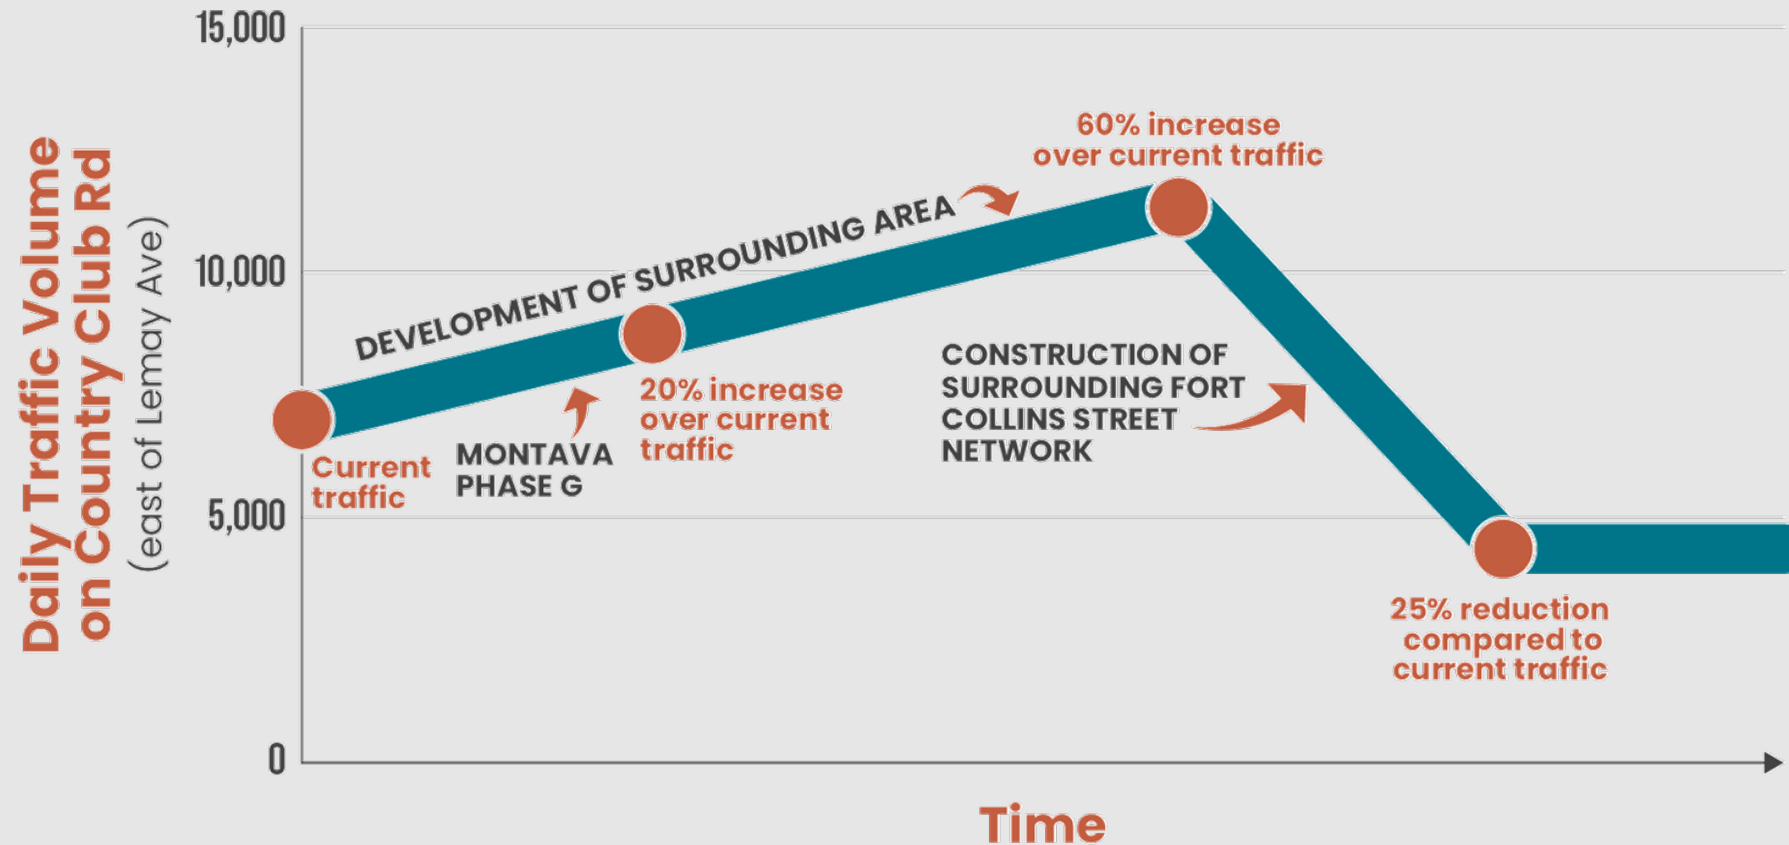 Daily Traffic Volume
on Country Club Rd
(east of Lemay Ave)
15,000
10,000
5,000
0
60% increase
over current traffic
DEVELOPMENT OF SURROUNDING AREA
CONSTRUCTION OF
SURROUNDING FORT
COLLINS STREET
NETWORK
20% increase
over current
traffic
MONTAVA
PHASE G
Current
traffic
25% reduction
compared to
current traffic
Time